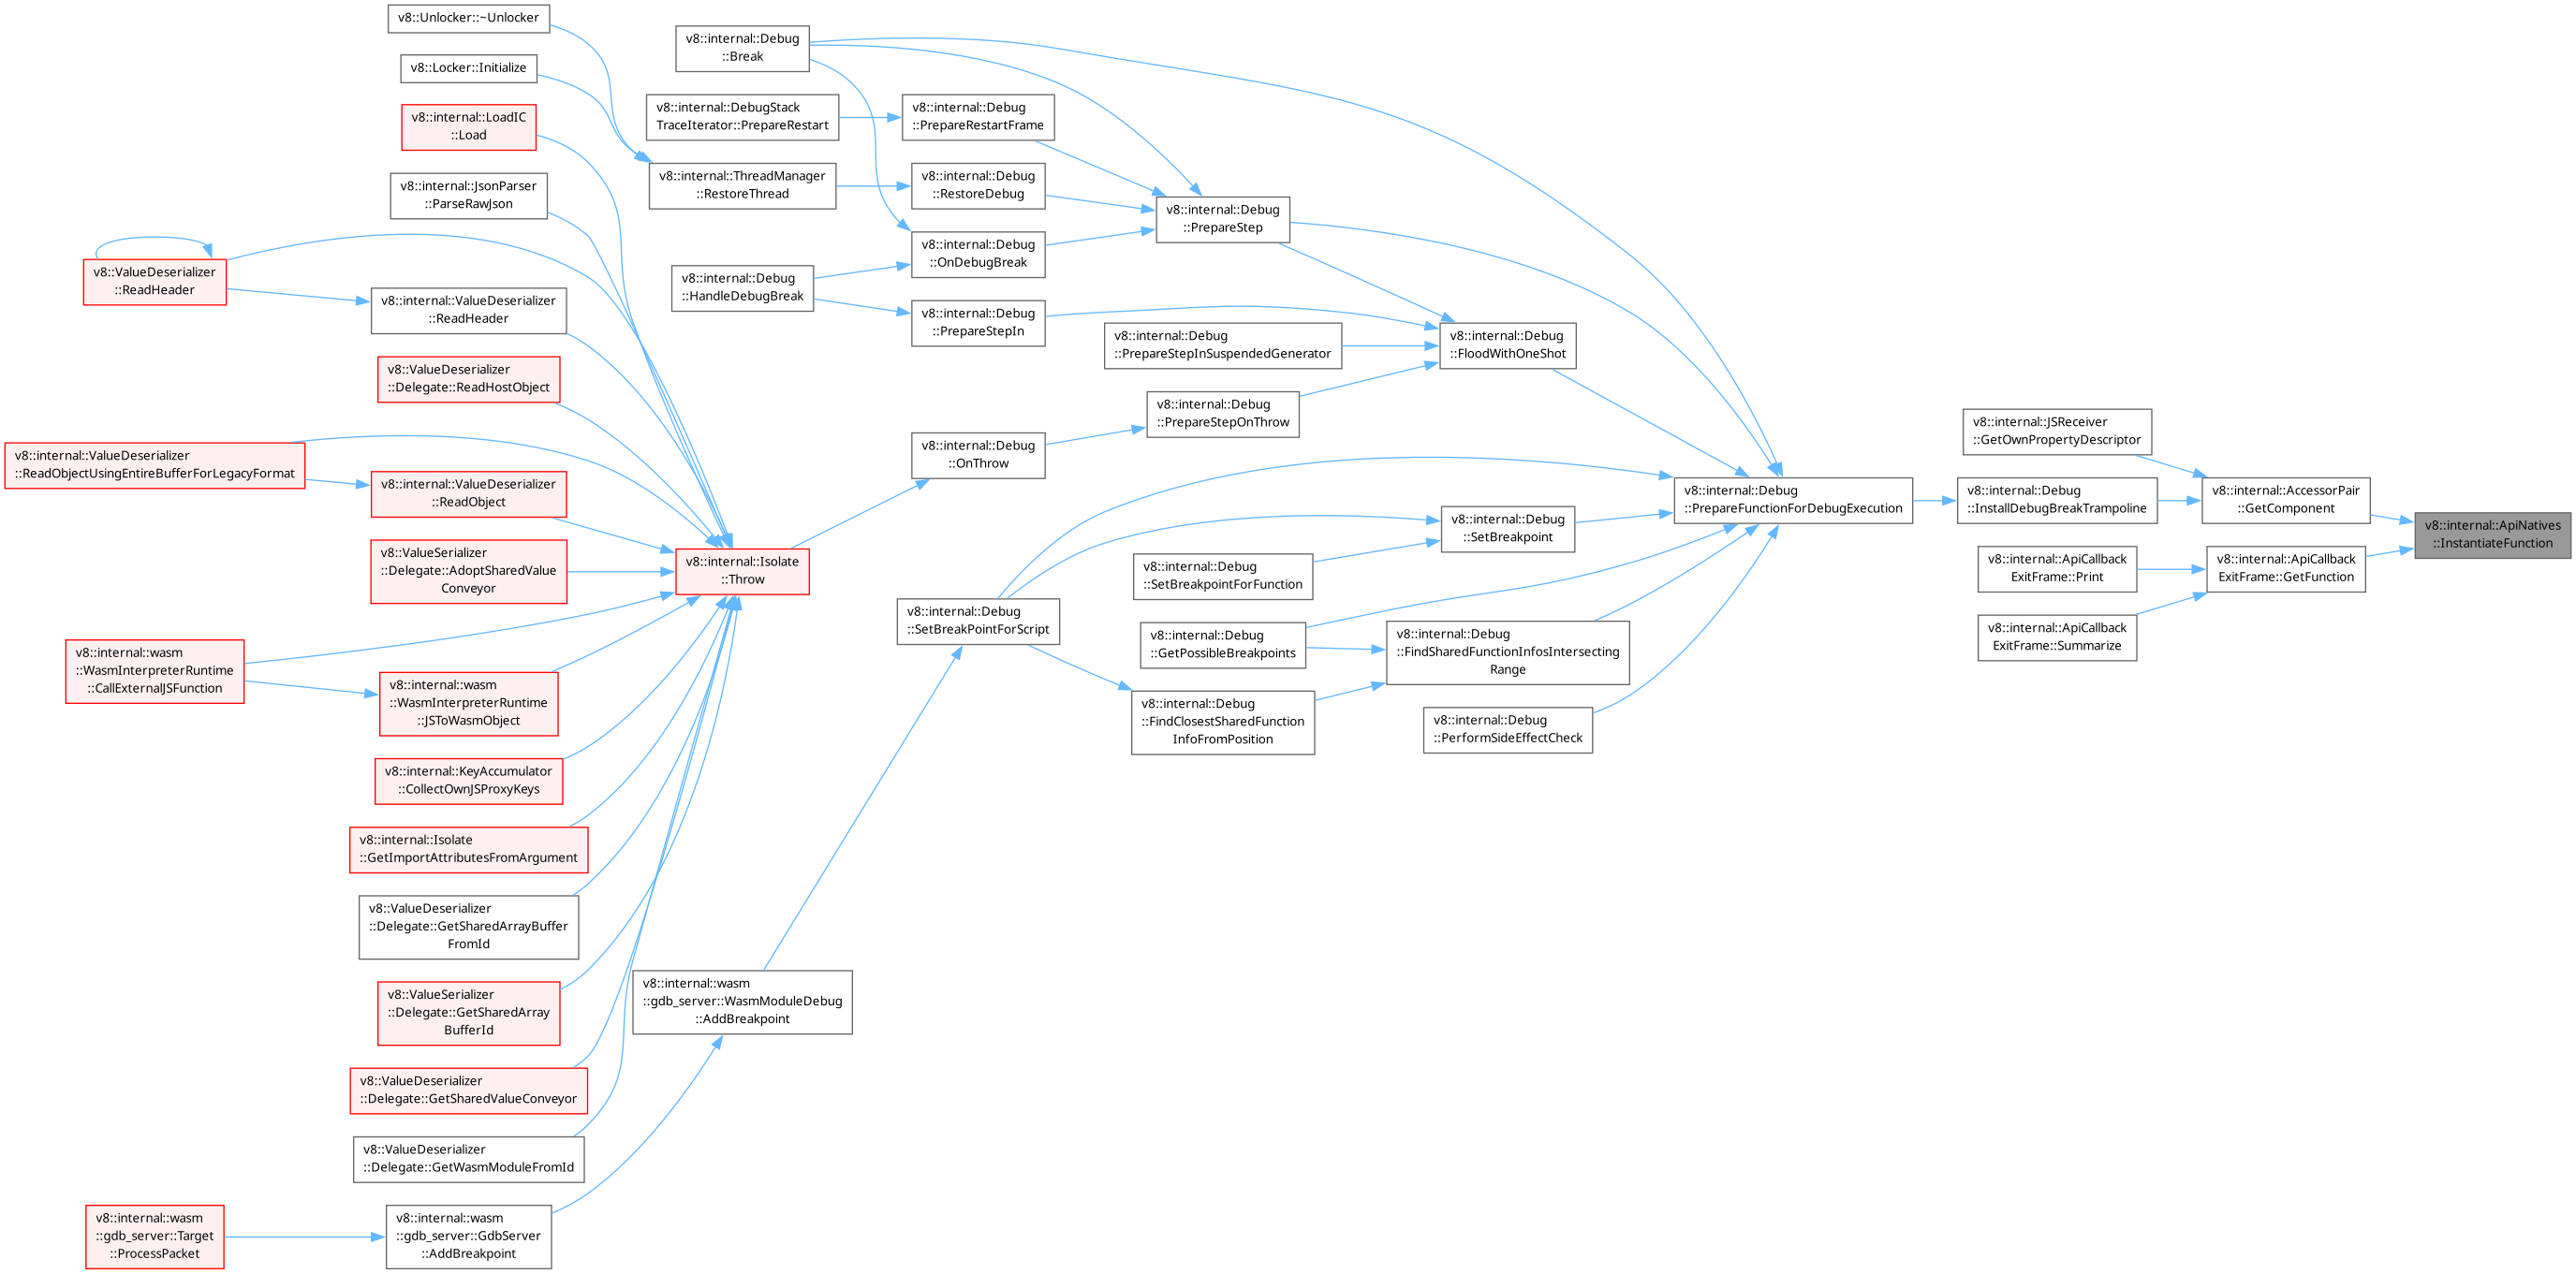 v8::Unlocker::~Unlocker
v8::Locker::Initialize
v8::internal::LoadIC
::Load
v8::internal::JsonParser
::ParseRawJson
v8::ValueDeserializer
::ReadHeader
v8::internal::ValueDeserializer
::ReadHeader
v8::ValueDeserializer
::Delegate::ReadHostObject
v8::internal::ValueDeserializer
::ReadObjectUsingEntireBufferForLegacyFormat
v8::internal::ValueDeserializer
::ReadObject
v8::ValueSerializer
::Delegate::AdoptSharedValue
Conveyor
v8::internal::wasm
::WasmInterpreterRuntime
::CallExternalJSFunction
v8::internal::wasm
::WasmInterpreterRuntime
::JSToWasmObject
v8::internal::KeyAccumulator
::CollectOwnJSProxyKeys
v8::internal::Isolate
::GetImportAttributesFromArgument
v8::ValueDeserializer
::Delegate::GetSharedArrayBuffer
FromId
v8::ValueSerializer
::Delegate::GetSharedArray
BufferId
v8::ValueDeserializer
::Delegate::GetSharedValueConveyor
v8::ValueDeserializer
::Delegate::GetWasmModuleFromId
v8::internal::wasm
::gdb_server::Target
::ProcessPacket
v8::internal::wasm
::gdb_server::GdbServer
::AddBreakpoint
v8::internal::Debug
::Break
v8::internal::DebugStack
TraceIterator::PrepareRestart
v8::internal::ThreadManager
::RestoreThread
v8::internal::Debug
::HandleDebugBreak
v8::internal::Isolate
::Throw
v8::internal::wasm
::gdb_server::WasmModuleDebug
::AddBreakpoint
v8::internal::Debug
::PrepareRestartFrame
v8::internal::Debug
::RestoreDebug
v8::internal::Debug
::OnDebugBreak
v8::internal::Debug
::PrepareStepIn
v8::internal::Debug
::OnThrow
v8::internal::Debug
::SetBreakPointForScript
v8::internal::Debug
::PrepareStep
v8::internal::Debug
::PrepareStepInSuspendedGenerator
v8::internal::Debug
::PrepareStepOnThrow
v8::internal::Debug
::SetBreakpointForFunction
v8::internal::Debug
::GetPossibleBreakpoints
v8::internal::Debug
::FindClosestSharedFunction
InfoFromPosition
v8::internal::Debug
::FloodWithOneShot
v8::internal::Debug
::SetBreakpoint
v8::internal::Debug
::FindSharedFunctionInfosIntersecting
Range
v8::internal::Debug
::PerformSideEffectCheck
v8::internal::Debug
::PrepareFunctionForDebugExecution
v8::internal::JSReceiver
::GetOwnPropertyDescriptor
v8::internal::Debug
::InstallDebugBreakTrampoline
v8::internal::ApiCallback
ExitFrame::Print
v8::internal::ApiCallback
ExitFrame::Summarize
v8::internal::AccessorPair
::GetComponent
v8::internal::ApiCallback
ExitFrame::GetFunction
v8::internal::ApiNatives
::InstantiateFunction